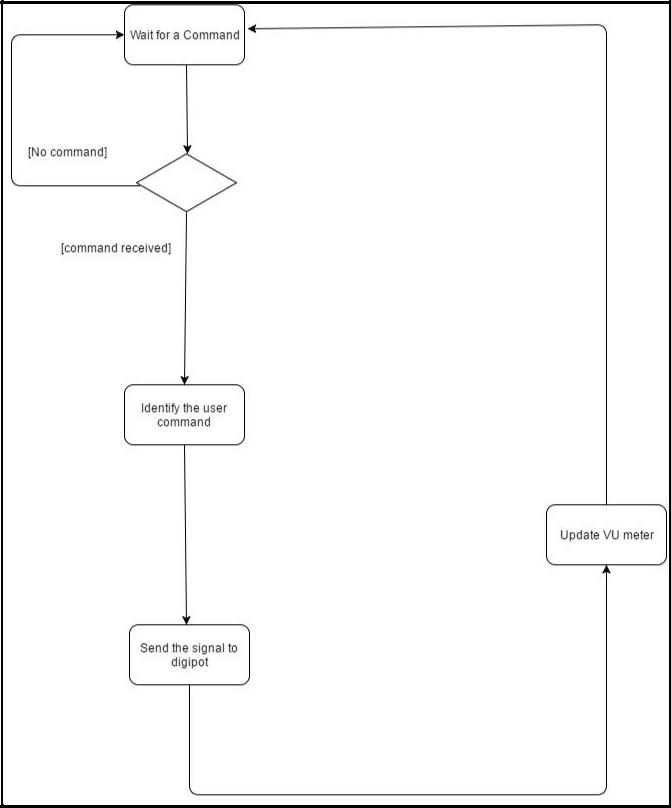 Wait for a Command
[No command]
[command received]
Identify the user
command
Update VU meter
Send the signal to
digipot